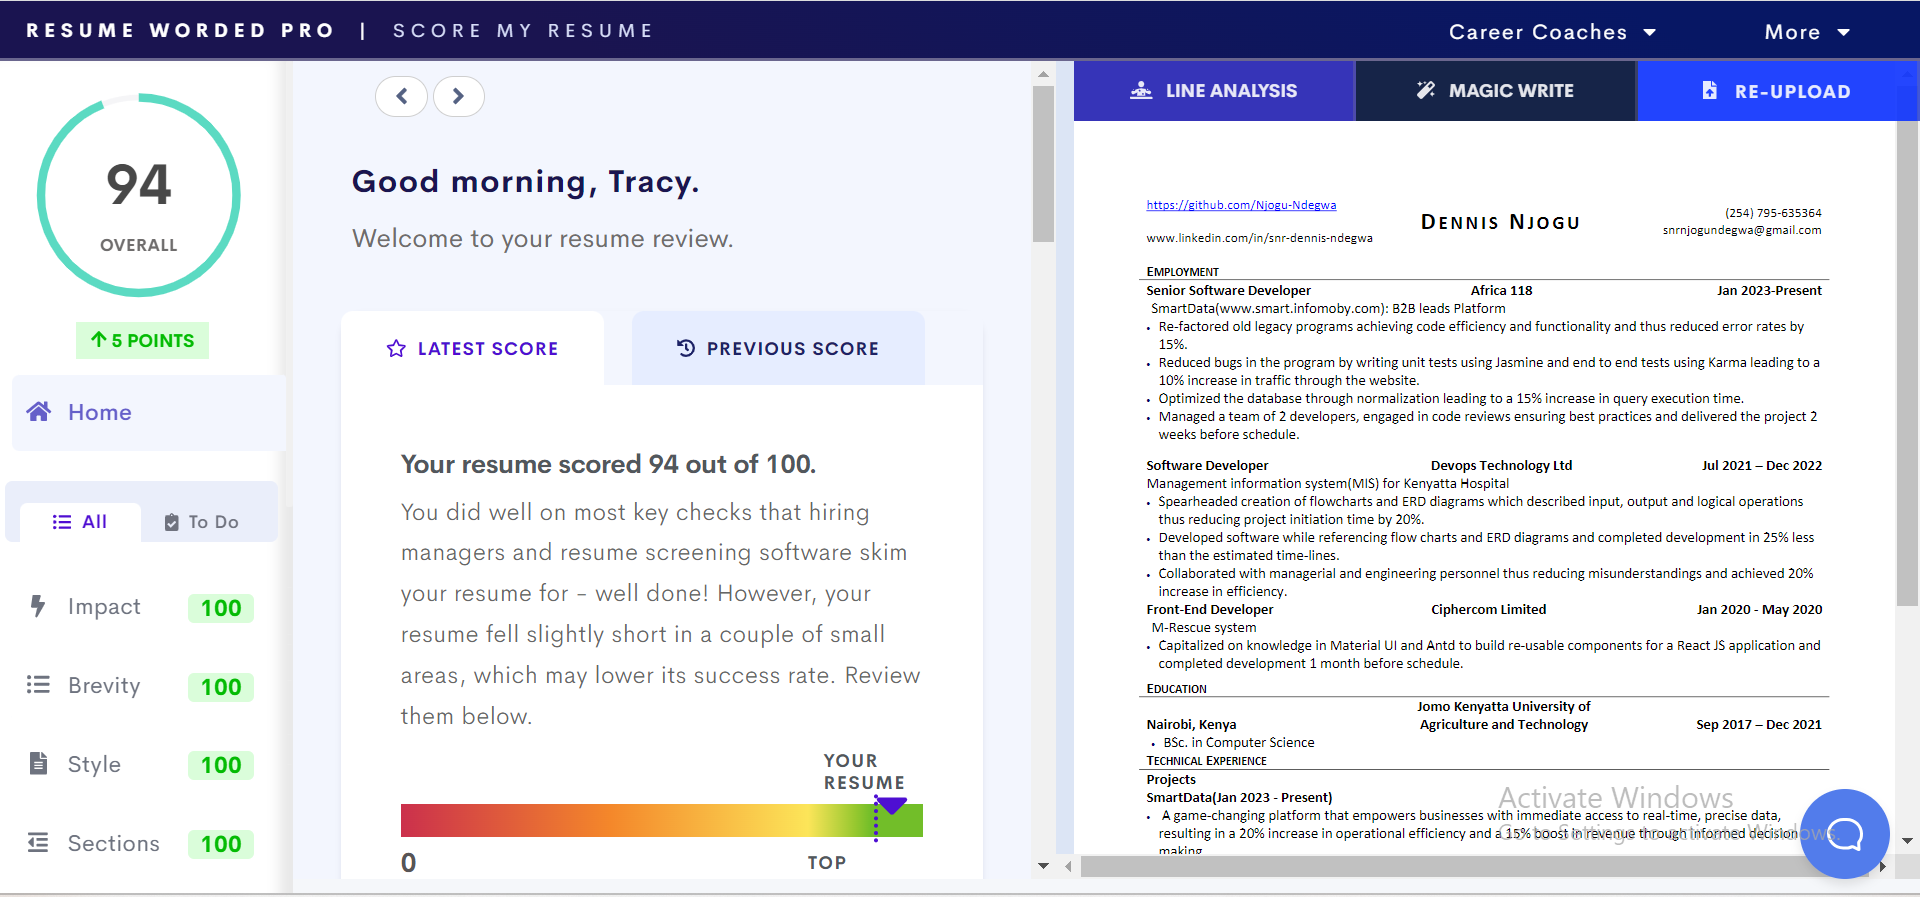 RESUME WORDED PRO | SCORE MY RESUME
Career Coaches
More
94
OVERALL
5 POINTS
Home
All
To Do
Impact 100
Brevity 100
Style 100
Sections 100
Good morning, Tracy.
Welcome to your resume review.
LATEST SCORE
PREVIOUS SCORE
Your resume scored 94 out of 100.
You did well on most key checks that hiring
managers and resume screening software skim
your resume for - well done! However, your
resume fell slightly short in a couple of small
areas, which may lower its success rate. Review
them below.
YOUR
RESUME
0
TOP
LINE ANALYSIS
MAGIC WRITE
RE-UPLOAD
https://github.com/Njogu-Ndegwa
www.linkedin.com/in/snr-dennis-ndegwa
DENNIS NJOGU
(254) 795-635364
snrnjogundegwa@gmail.com
EMPLOYMENT
Senior Software Developer Africa 118 Jan 2023-Present
SmartData(www.smart.infomoby.com): B2B leads Platform
• Re-factored old legacy programs achieving code efficiency and functionality and thus reduced error rates by
15%.
• Reduced bugs in the program by writing unit tests using Jasmine and end to end tests using Karma leading to a
10% increase in traffic through the website.
• Optimized the database through normalization leading to a 15% increase in query execution time.
• Managed a team of 2 developers, engaged in code reviews ensuring best practices and delivered the project 2
weeks before schedule.
Software Developer Devops Technology Ltd Jul 2021 – Dec 2022
Management information system(MIS) for Kenyatta Hospital
• Spearheaded creation of flowcharts and ERD diagrams which described input, output and logical operations
thus reducing project initiation time by 20%.
• Developed software while referencing flow charts and ERD diagrams and completed development in 25% less
than the estimated time-lines.
• Collaborated with managerial and engineering personnel thus reducing misunderstandings and achieved 20%
increase in efficiency.
Front-End Developer Ciphercom Limited Jan 2020 - May 2020
M-Rescue system
• Capitalized on knowledge in Material UI and Antd to build re-usable components for a React JS application and
completed development 1 month before schedule.
EDUCATION
Jomo Kenyatta University of
Nairobi, Kenya Agriculture and Technology Sep 2017 – Dec 2021
• BSc. in Computer Science
TECHNICAL EXPERIENCE
Projects
SmartData(Jan 2023 - Present)
• A game-changing platform that empowers businesses with immediate access to real-time, precise data,
resulting in a 20% increase in operational efficiency and a 15% boost in revenue through infomed decision
making
Activate Windows
Go to Settings to activate Windows.